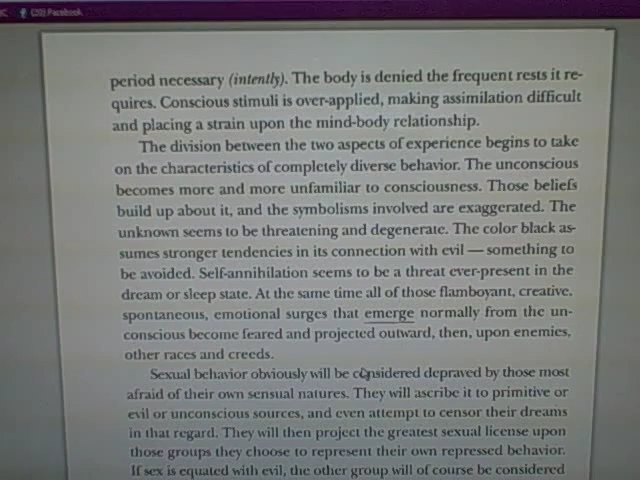 (20) Facebook
period necessary (intently). The body is denied the frequent rests it re-
quires. Conscious stimuli is over-applied, making assimilation difficult
and placing a strain upon the mind-body relationship.
The division between the two aspects of experience begins to take
on the characteristics of completely diverse behavior. The unconscious
becomes more and more unfamiliar to consciousness. Those beliefs
build up about it, and the symbolisms involved are exaggerated. The
unknown seems to be threatening and degenerate. The color black as-
sumes stronger tendencies in its connection with evil — something to
be avoided. Self-annihilation seems to be a threat ever-present in the
dream or sleep state. At the same time all of those flamboyant, creative,
spontaneous, emotional surges that emerge normally from the un-
conscious become feared and projected outward, then, upon enemies,
other races and creeds.
Sexual behavior obviously will be considered depraved by those most
afraid of their own sensual natures. They will ascribe it to primitive or
evil or unconscious sources, and even attempt to censor their dreams
in that regard. They will then project the greatest sexual license upon
those groups they choose to represent their own repressed behavior.
If sex is equated with evil, the other group will of course be considered